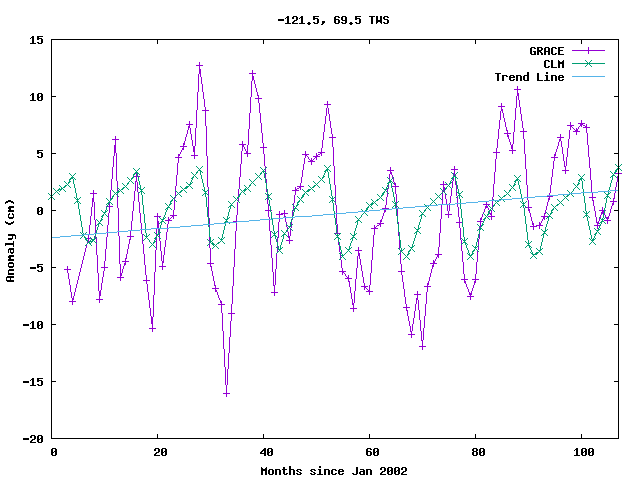 -121.5, 69.5 TWS
GRACE
CLM
Trend Line
15
10
5
0
-5
-10
-15
-20
Anomaly (cm)
0 20 40 60 80 100
Months since Jan 2002